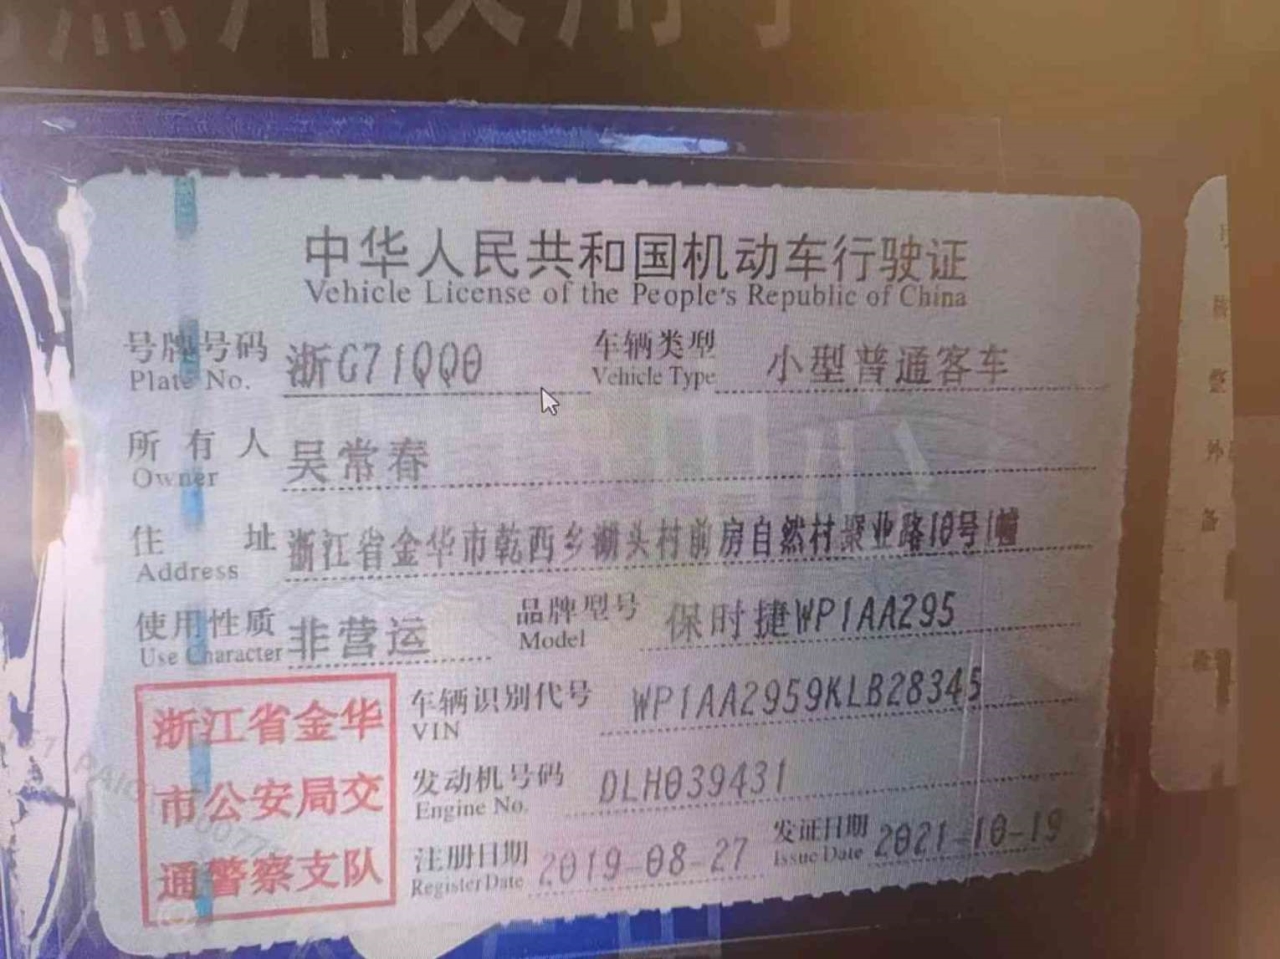 中华人民共和国机动车行驶证
Vehicle License of the People's Republic of China
号牌号码 浙G71QQ0 车辆类型 小型普通客车
Plate No. Vehicle Type
所有人 吴常春
Owner
住址 浙江省金华市乾西乡湖头村前房自然村聚业路10号1幢
Address
使用性质 非营运 品牌型号 保时捷WP1AA295
Use Character Model
浙江省金华
市公安局交
通警察支队
车辆识别代号 WP1AA2959KLB28345
VIN
发动机号码 DLH039431
Engine No.
注册日期 2019-08-27 发证日期 2021-10-19
Register Date Issue Date